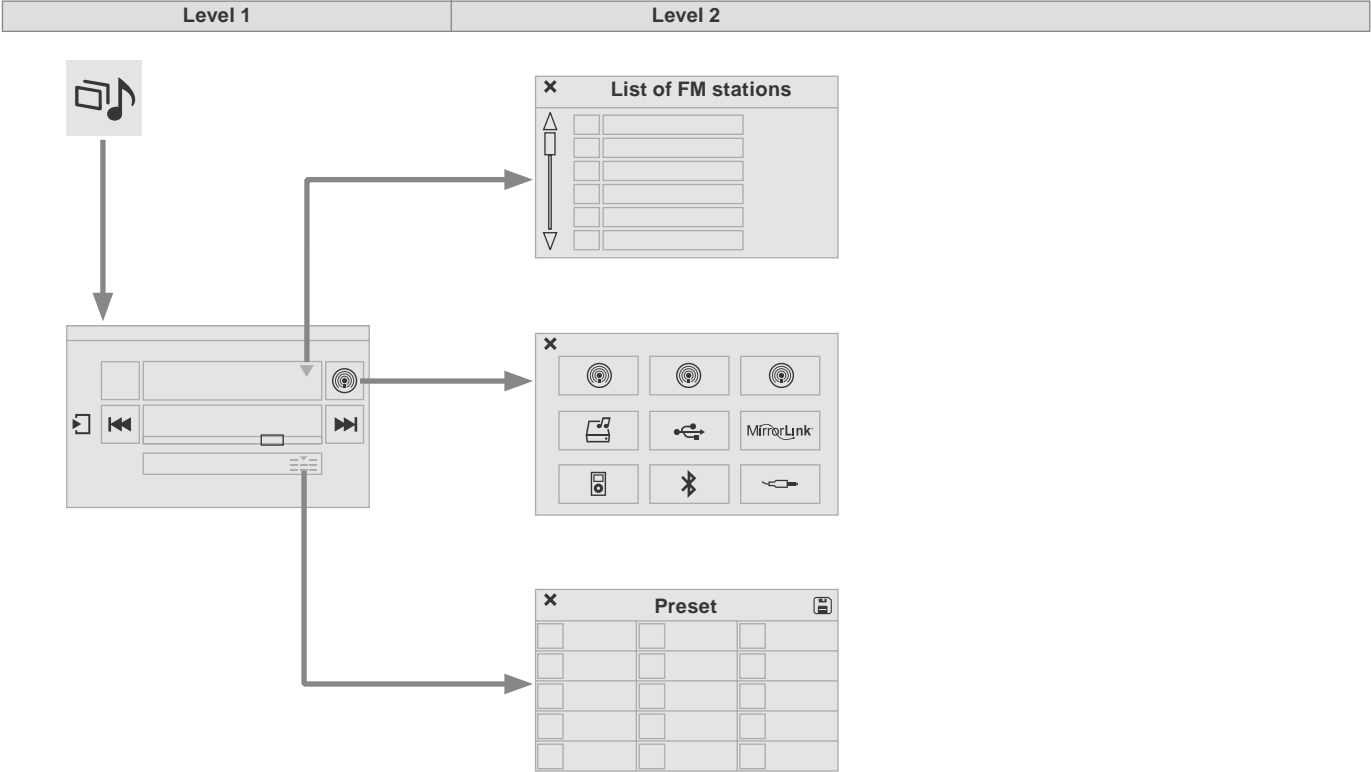 Level 1
Level 2
List of FM stations
MirrorLink
Preset